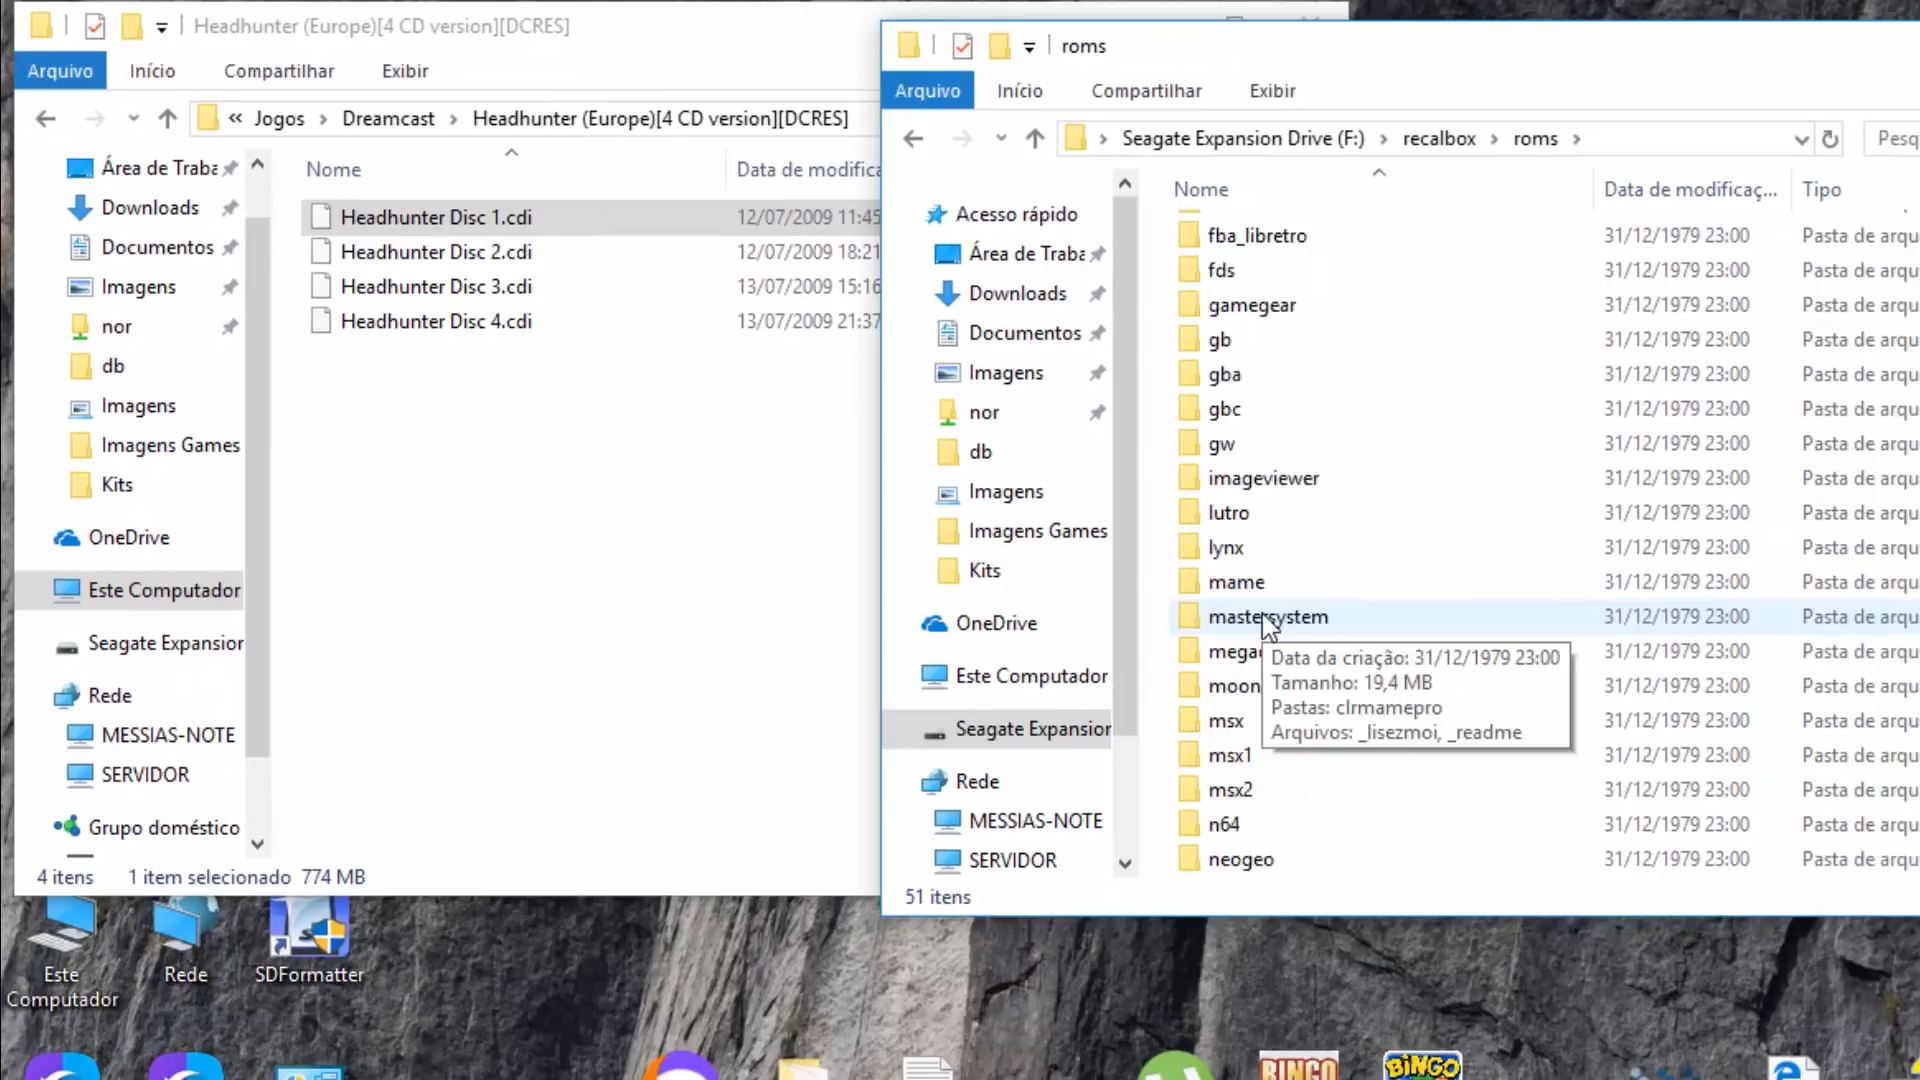 Headhunter (Europe)[4 CD version][DCRES]
Arquivo Início Compartilhar Exibir
« Jogos › Dreamcast › Headhunter (Europe)[4 CD version][DCRES]
Nome Data de modifica
Área de Traba
Downloads
Documentos
Imagens
nor
db
Imagens
Imagens Games
Kits
OneDrive
Este Computador
Seagate Expansior
Rede
MESSIAS-NOTE
SERVIDOR
Grupo doméstico
Headhunter Disc 1.cdi 12/07/2009 11:45
Headhunter Disc 2.cdi 12/07/2009 18:21
Headhunter Disc 3.cdi 13/07/2009 15:16
Headhunter Disc 4.cdi 13/07/2009 21:37
4 itens 1 item selecionado 774 MB
roms
Arquivo Início Compartilhar Exibir
› Seagate Expansion Drive (F:) › recalbox › roms ›
Pesq
Nome Data de modificaç... Tipo
Acesso rápido
Área de Traba
Downloads
Documentos
Imagens
nor
db
Imagens
Imagens Games
Kits
OneDrive
Este Computador
Seagate Expansior
Rede
MESSIAS-NOTE
SERVIDOR
fba_libretro 31/12/1979 23:00 Pasta de arqu
fds 31/12/1979 23:00 Pasta de arqu
gamegear 31/12/1979 23:00 Pasta de arqu
gb 31/12/1979 23:00 Pasta de arqu
gba 31/12/1979 23:00 Pasta de arqu
gbc 31/12/1979 23:00 Pasta de arqu
gw 31/12/1979 23:00 Pasta de arqu
imageviewer 31/12/1979 23:00 Pasta de arqu
lutro 31/12/1979 23:00 Pasta de arqu
lynx 31/12/1979 23:00 Pasta de arqu
mame 31/12/1979 23:00 Pasta de arqu
mastersystem 31/12/1979 23:00 Pasta de arqu
mega 31/12/1979 23:00 Pasta de arqu
moon 31/12/1979 23:00 Pasta de arqu
msx 31/12/1979 23:00 Pasta de arqu
msx1 31/12/1979 23:00 Pasta de arqu
msx2 31/12/1979 23:00 Pasta de arqu
n64 31/12/1979 23:00 Pasta de arqu
neogeo 31/12/1979 23:00 Pasta de arqu
Data da criação: 31/12/1979 23:00
Tamanho: 19,4 MB
Pastas: clrmamepro
Arquivos: _lisezmoi, _readme
51 itens
Este
Computador
Rede
SDFormatter
BINGO
BINGO